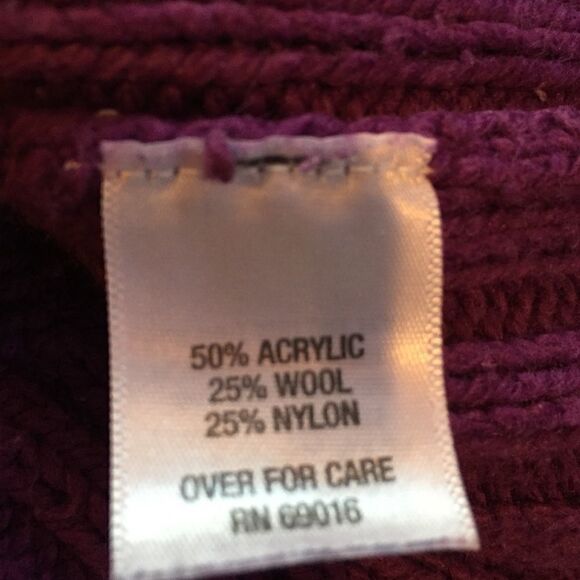 50% ACRYLIC
25% WOOL
25% NYLON
OVER FOR CARE
RN 69016